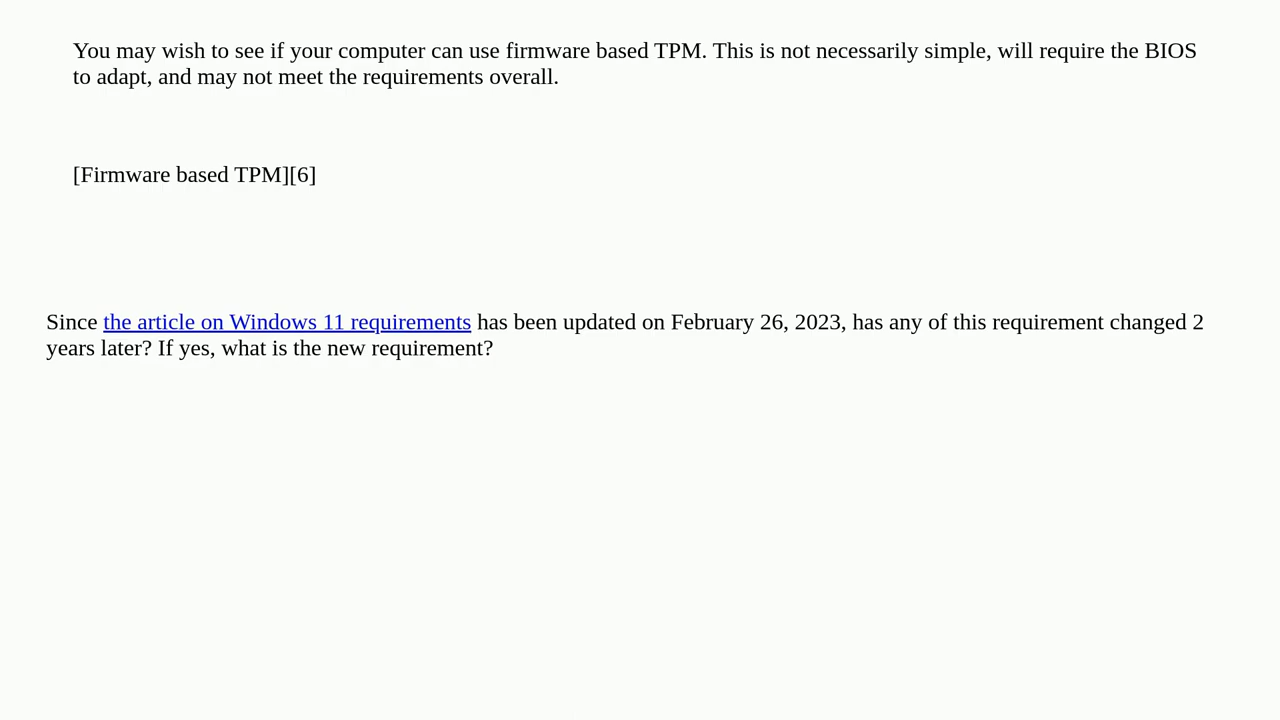 You may wish to see if your computer can use firmware based TPM. This is not necessarily simple, will require the BIOS
to adapt, and may not meet the requirements overall.
[Firmware based TPM][6]
Since the article on Windows 11 requirements has been updated on February 26, 2023, has any of this requirement changed 2
years later? If yes, what is the new requirement?